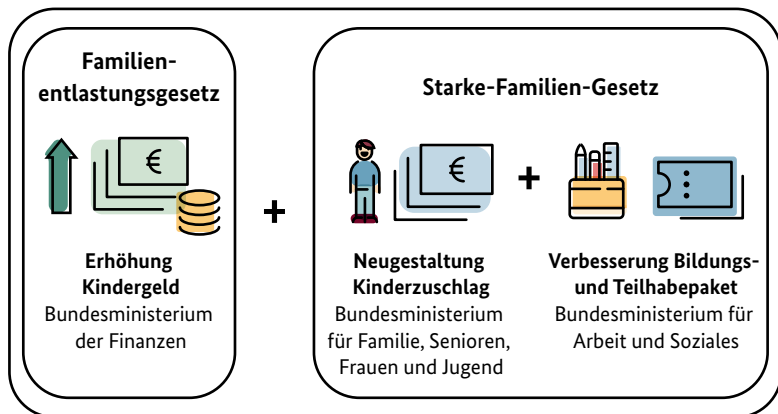 Familien-
entlastungsgesetz
€
Erhöhung
Kindergeld
Bundesministerium
der Finanzen
+
Starke-Familien-Gesetz
€
+
Neugestaltung
Kinderzuschlag
Bundesministerium
für Familie, Senioren,
Frauen und Jugend
Verbesserung Bildungs-
und Teilhabepaket
Bundesministerium für
Arbeit und Soziales